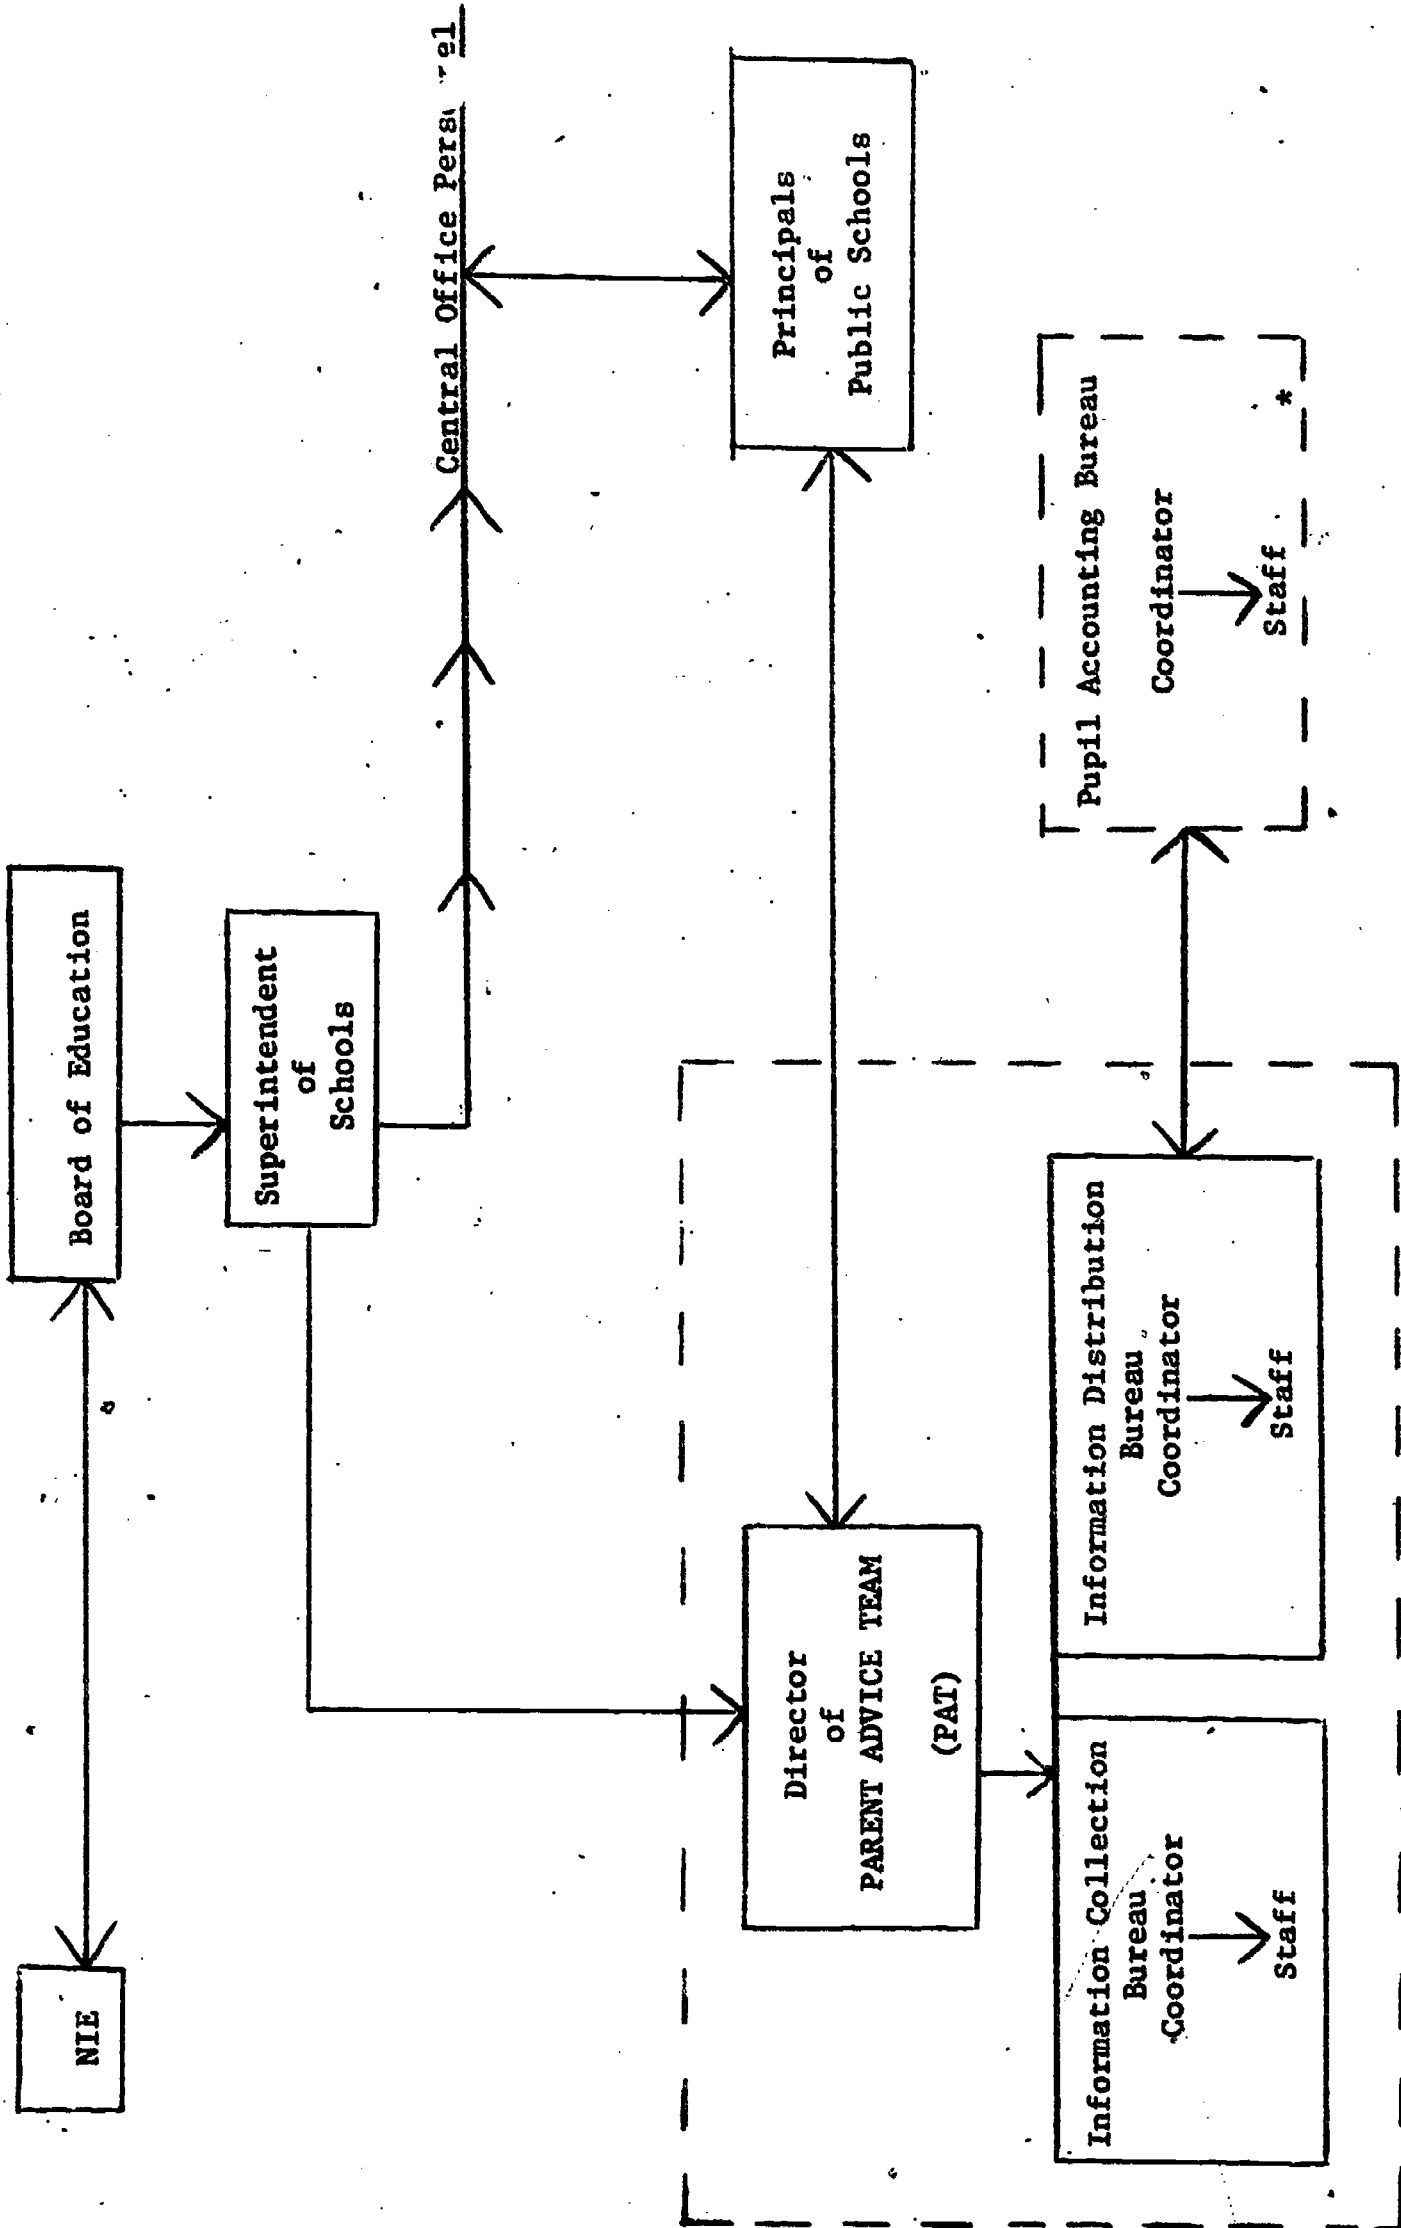 NIE
Board of Education
Superintendent
of
Schools
Central Office
Principals
of
Public Schools
Director
of
PARENT ADVICE TEAM
(PAT)
Information Collection
Bureau
Coordinator
Staff
Information Distribution
Bureau
Coordinator
Staff
Pupil Accounting Bureau
Coordinator
Staff
*